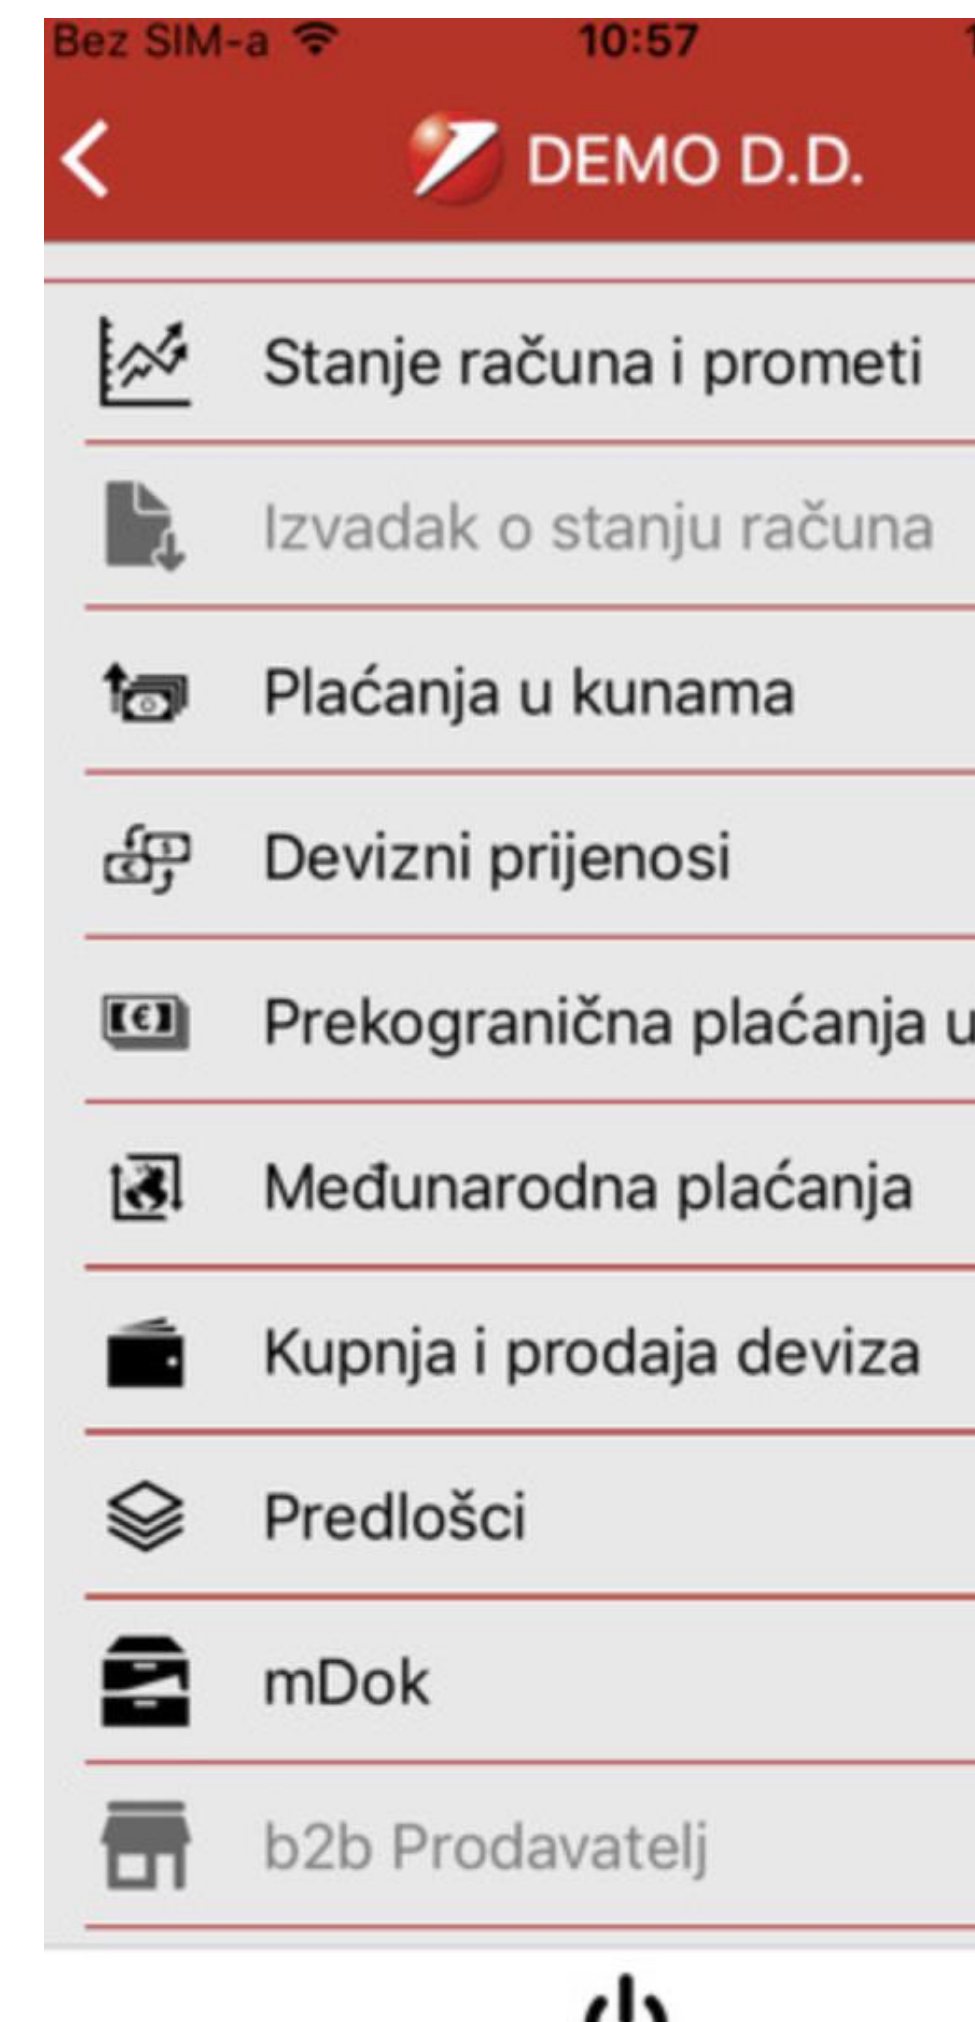 Bez SIM-a 10:57
DEMO D.D.
Stanje računa i prometi
Izvadak o stanju računa
Plaćanja u kunama
Devizni prijenosi
Prekogranična plaćanja u
Međunarodna plaćanja
Kupnja i prodaja deviza
Predlošci
mDok
b2b Prodavatelj